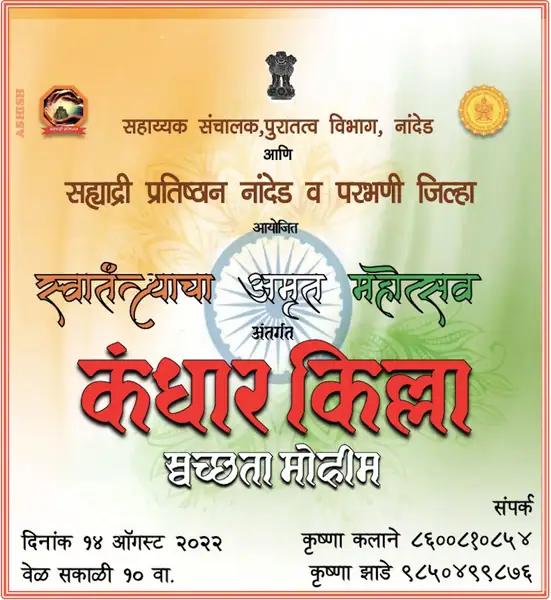 ASHISH
सहाय्यक संचालक,पुरातत्व विभाग, नांदेड
आणि
सह्याद्री प्रतिष्ठान नांदेड व परभणी जिल्हा
आयोजित
स्वातंत्र्याचा अमृत महोत्सव
अंतर्गत
कंधार किल्ला
स्वच्छता मोहीम
संपर्क
दिनांक १४ ऑगस्ट २०२२
कृष्णा कलाने ८६००८१०८५४
वेळ सकाळी १० वा.
कृष्णा झाडे ९८५०४९९८७६